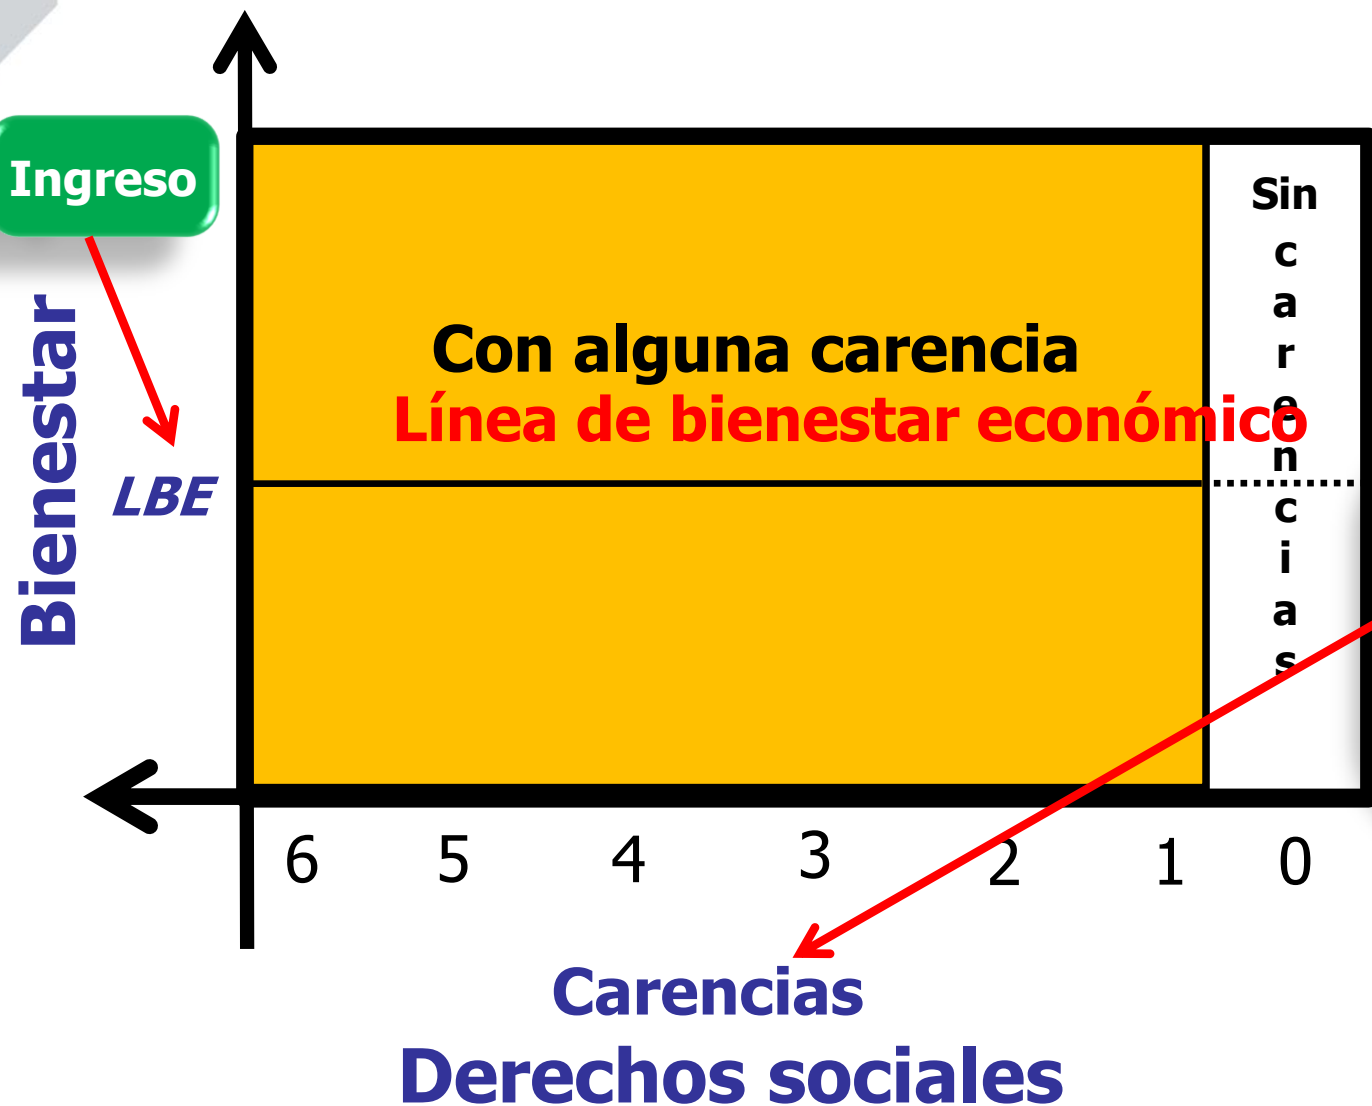 Ingreso
Bienestar
LBE
Con alguna carencia
Línea de bienestar económico
Sin
c
a
r
e
n
c
i
a
s
6 5 4 3 2 1 0
Carencias
Derechos sociales